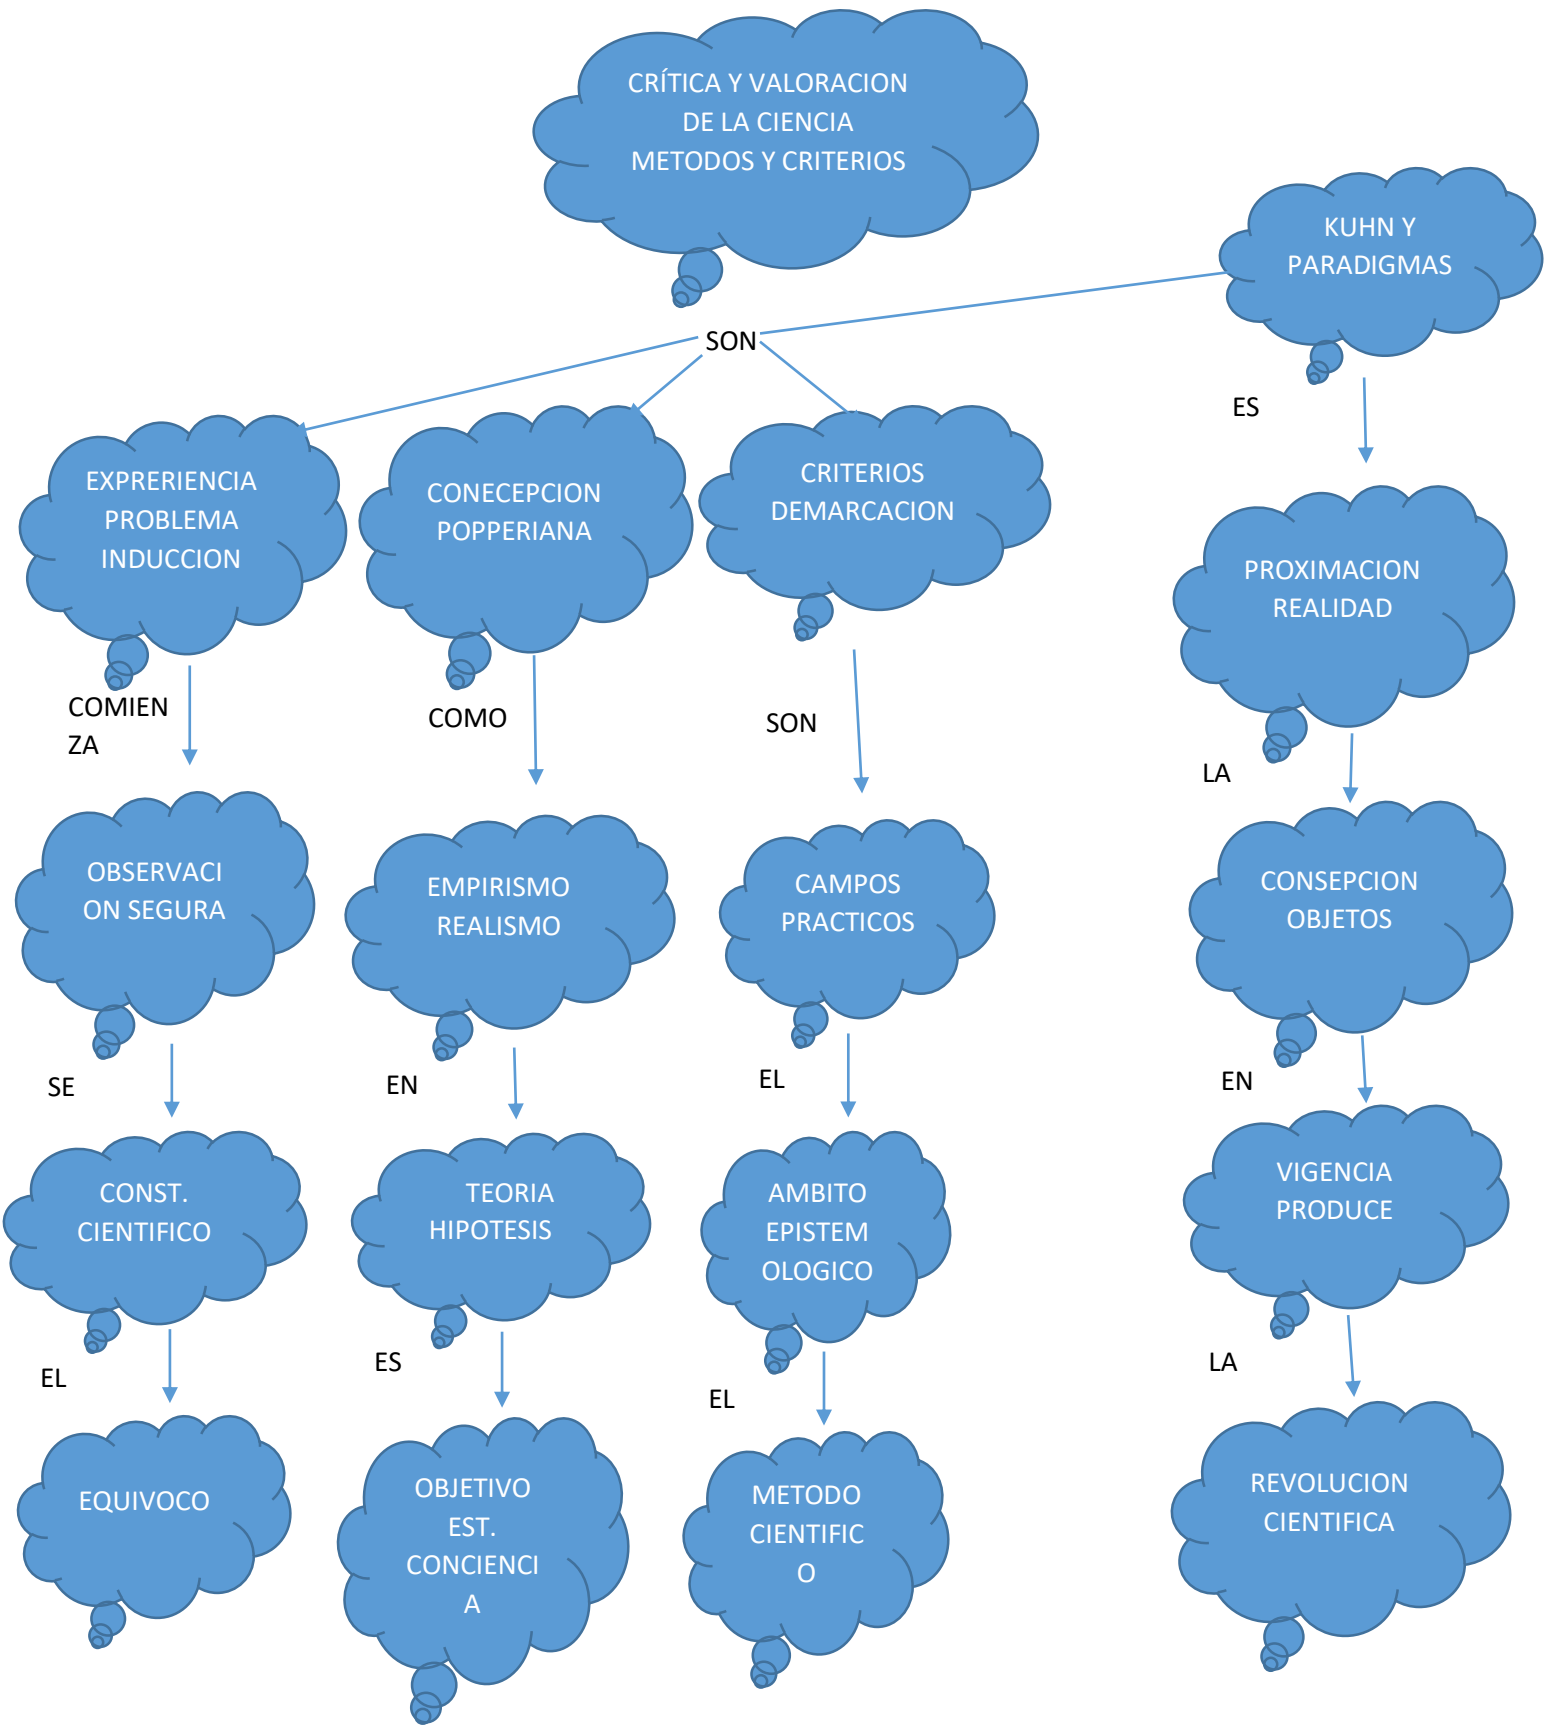 CRÍTICA Y VALORACION
DE LA CIENCIA
METODOS Y CRITERIOS
KUHN Y
PARADIGMAS
SON
ES
EXPRERIENCIA
PROBLEMA
INDUCCION
CONECEPCION
POPPERIANA
CRITERIOS
DEMARCACION
PROXIMACION
REALIDAD
COMIEN
ZA
COMO
SON
LA
OBSERVACI
ON SEGURA
EMPIRISMO
REALISMO
CAMPOS
PRACTICOS
CONSEPCION
OBJETOS
SE
EN
EL
EN
CONST.
CIENTIFICO
TEORIA
HIPOTESIS
AMBITO
EPISTEM
OLOGICO
VIGENCIA
PRODUCE
EL
ES
EL
LA
EQUIVOCO
OBJETIVO
EST.
CONCIENCI
A
METODO
CIENTIFIC
O
REVOLUCION
CIENTIFICA